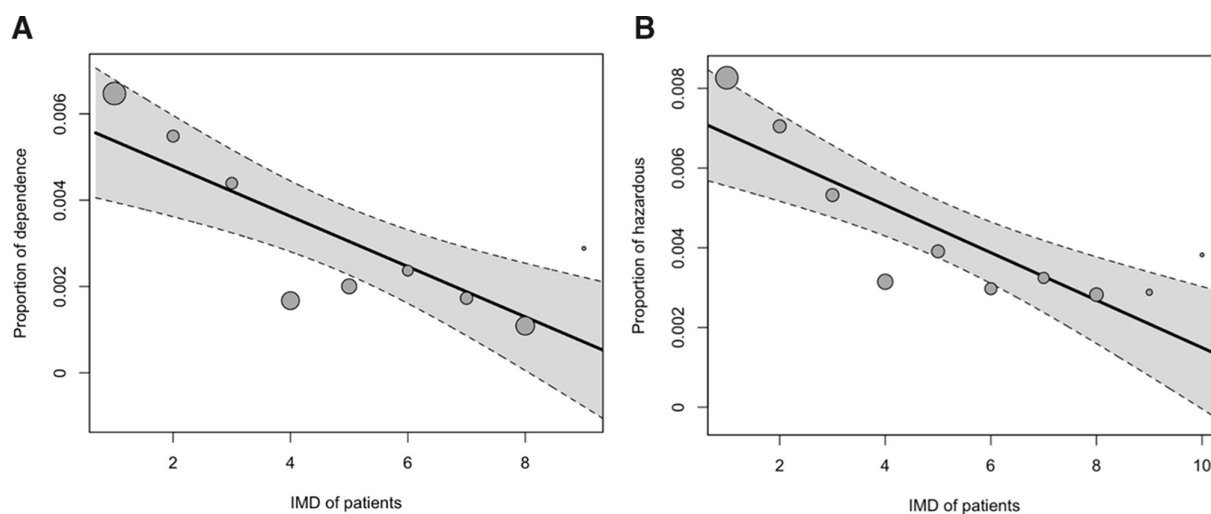 A
Proportion of dependence
0.006
0.004
0.002
0
2 4 6 8
IMD of patients
B
Proportion of hazardous
0.008
0.006
0.004
0.002
0
2 4 6 8 10
IMD of patients